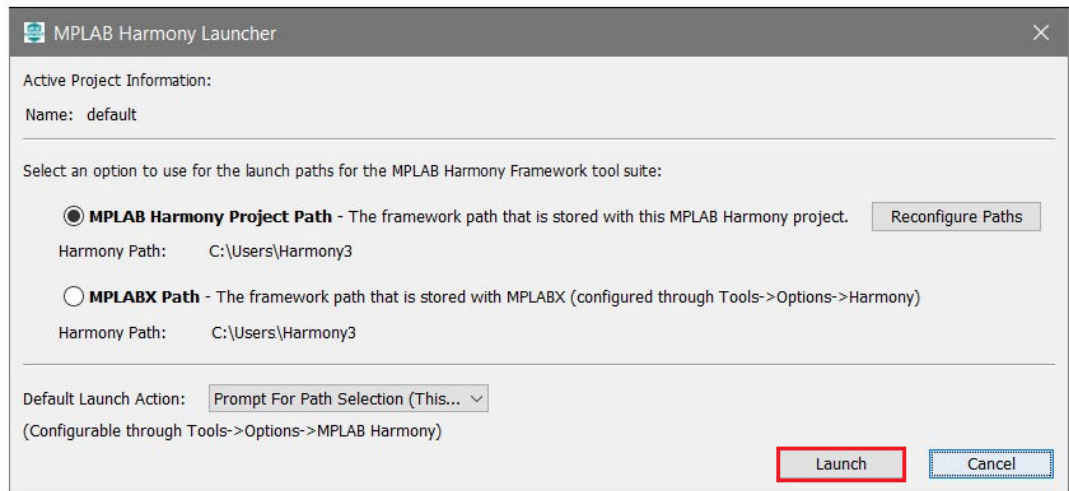 MPLAB Harmony Launcher
Active Project Information:
Name: default
Select an option to use for the launch paths for the MPLAB Harmony Framework tool suite:
MPLAB Harmony Project Path - The framework path that is stored with this MPLAB Harmony project. Reconfigure Paths
Harmony Path: C:\Users\Harmony3
MPLABX Path - The framework path that is stored with MPLABX (configured through Tools->Options->Harmony)
Harmony Path: C:\Users\Harmony3
Default Launch Action: Prompt For Path Selection (This...
(Configurable through Tools->Options->MPLAB Harmony)
Launch Cancel